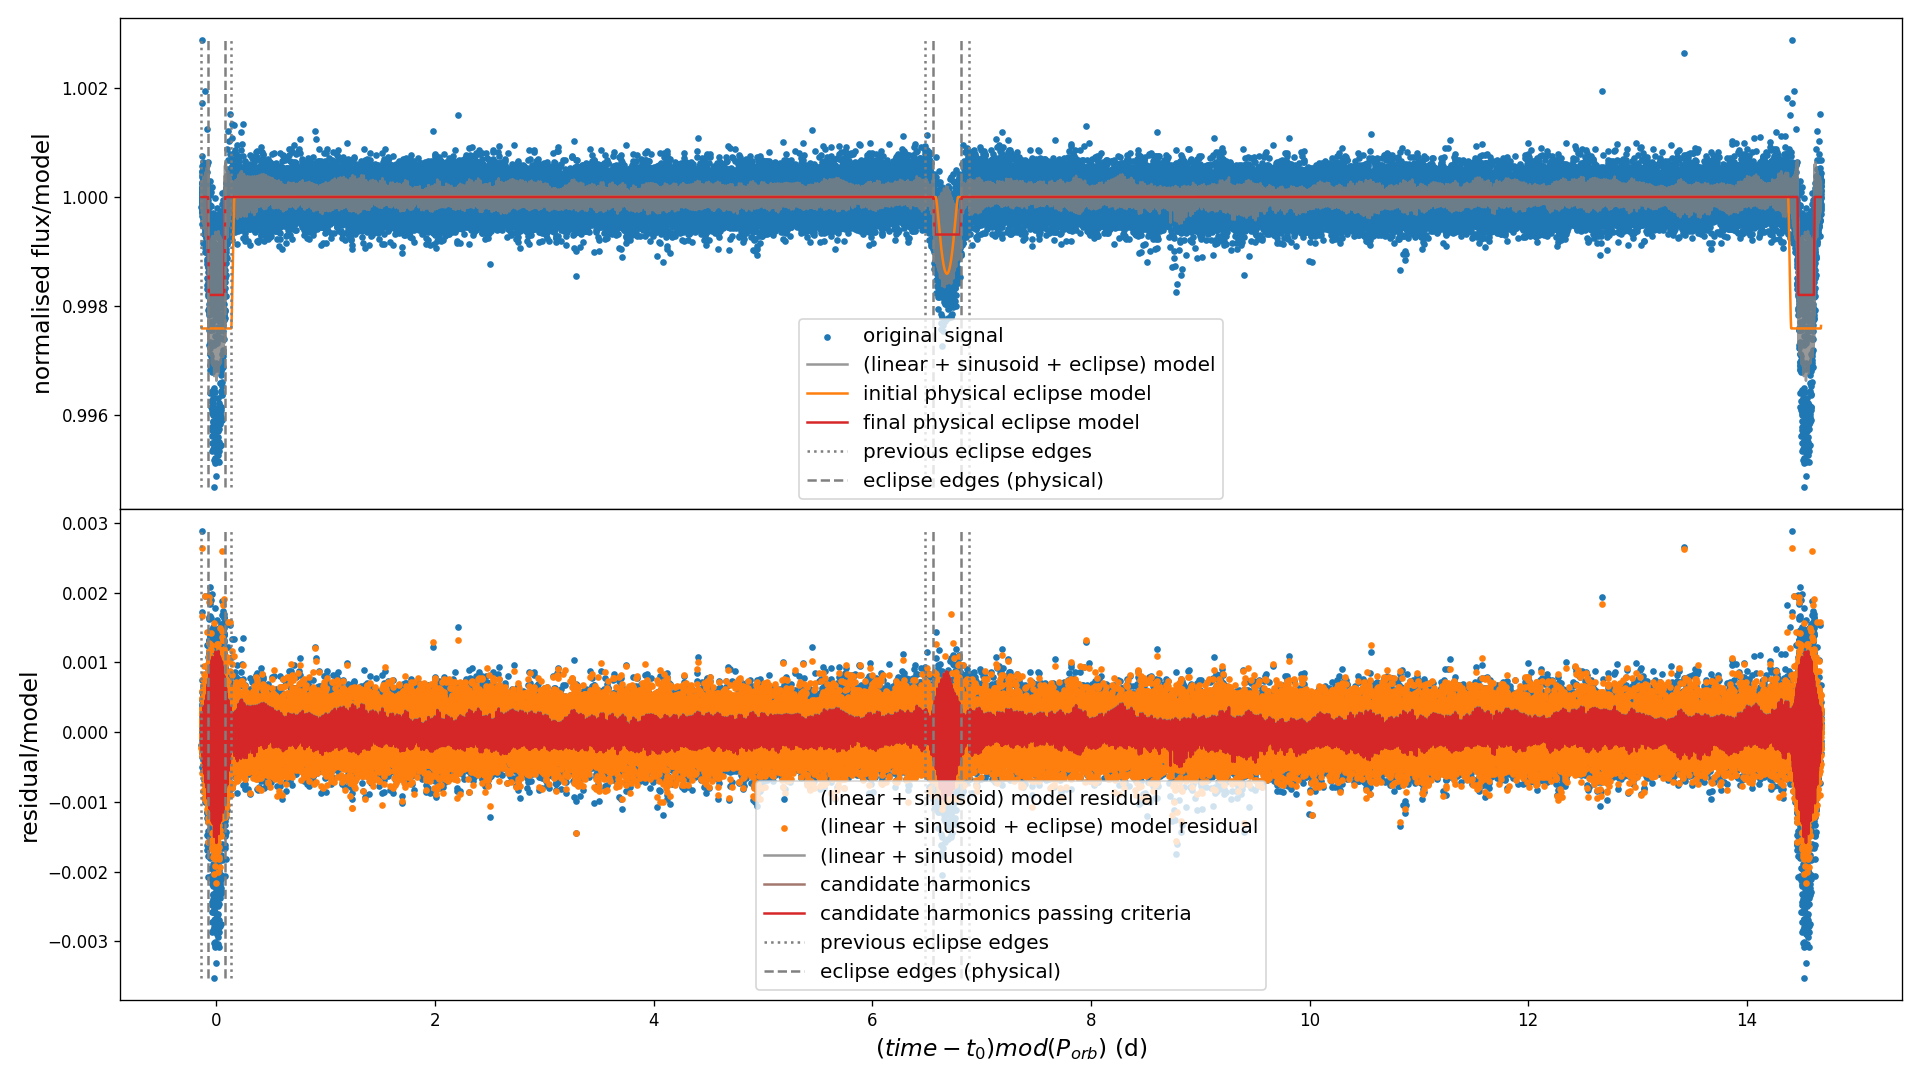 normalised flux/model
1.002
1.000
0.998
0.996
original signal
(linear + sinusoid + eclipse) model
initial physical eclipse model
final physical eclipse model
previous eclipse edges
eclipse edges (physical)
residual/model
0.003
0.002
0.001
0.000
−0.001
−0.002
−0.003
(linear + sinusoid) model residual
(linear + sinusoid + eclipse) model residual
(linear + sinusoid) model
candidate harmonics
candidate harmonics passing criteria
previous eclipse edges
eclipse edges (physical)
0 2 4 6 8 10 12 14
(time − t₀)mod(Pₒᵣb) (d)